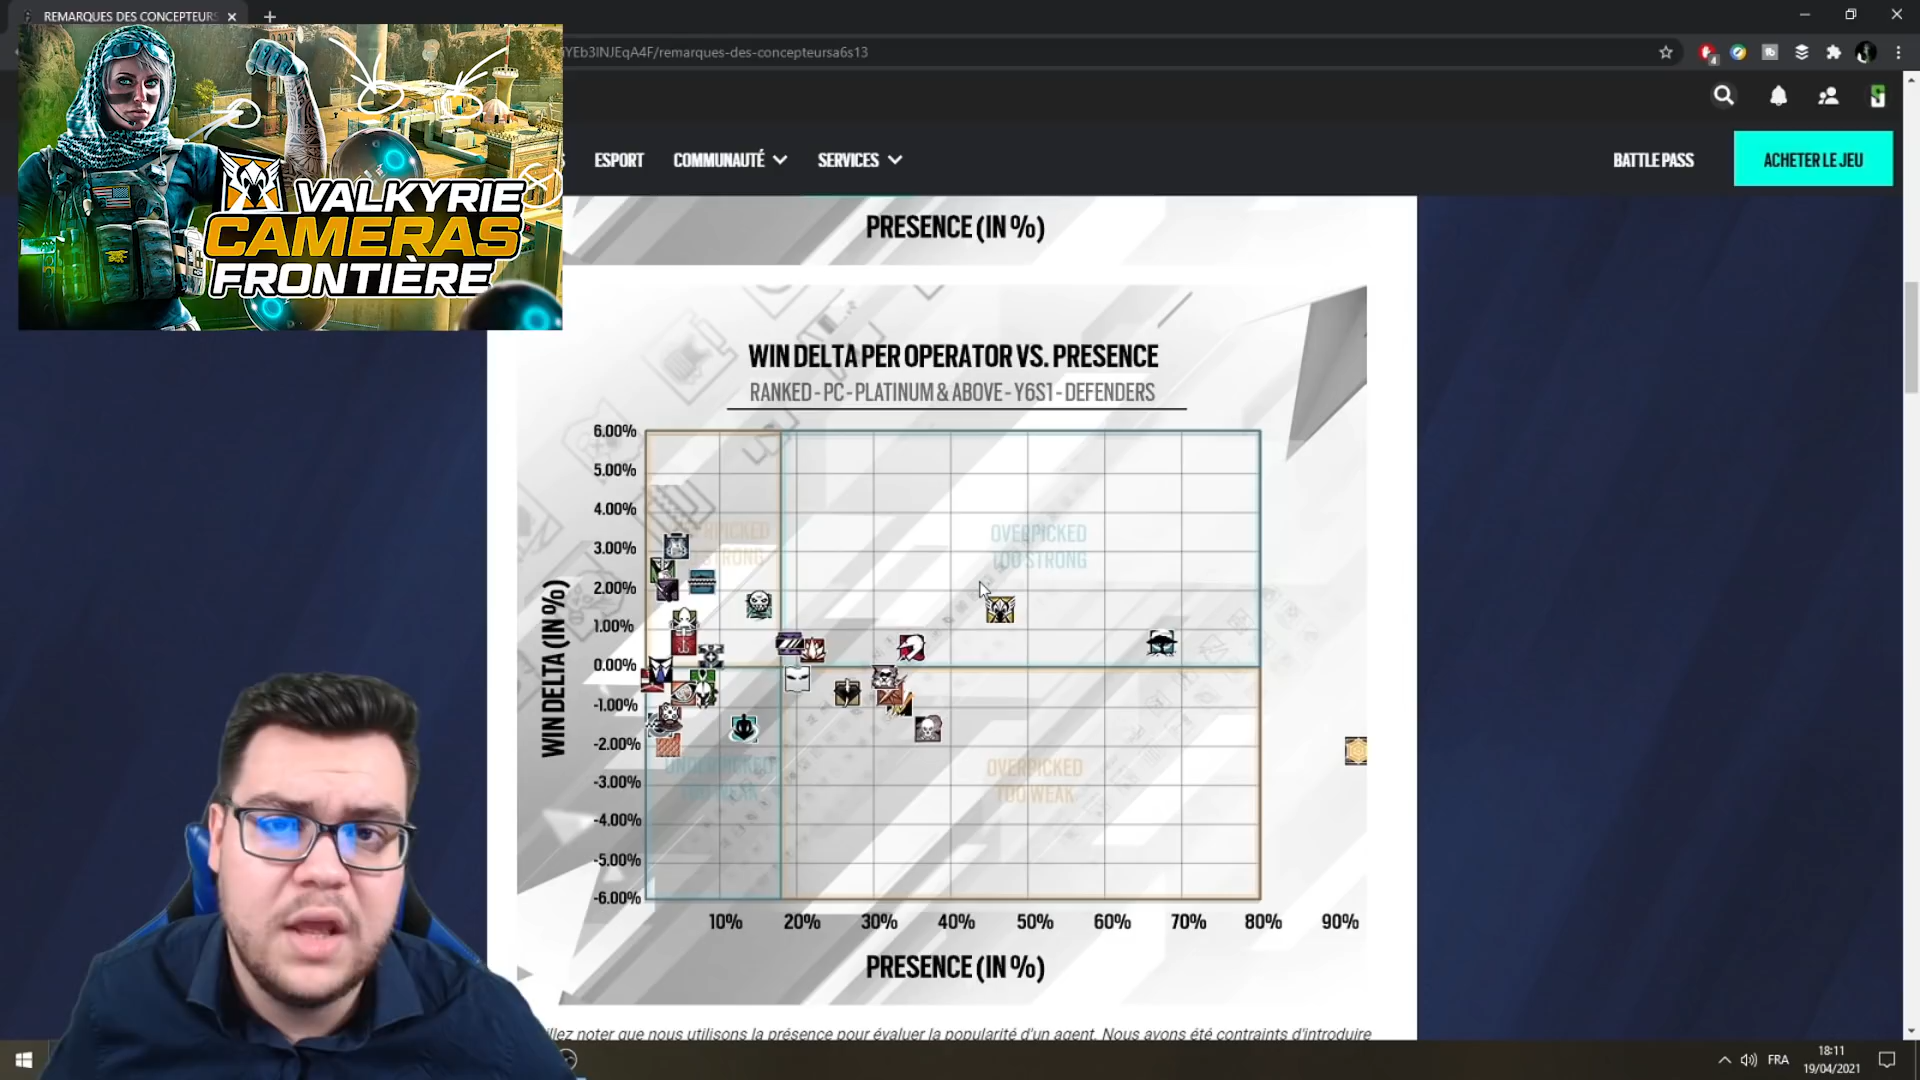 REMARQUES DES CONCEPTEURS
YEb3INJEqA4F/remarques-des-concepteursa6s13
4
VALKYRIE
CAMERAS
FRONTIÈRE
ESPORT
COMMUNAUTÉ
SERVICES
BATTLE PASS
ACHETER LE JEU
PRESENCE (IN %)
WIN DELTA PER OPERATOR VS. PRESENCE
RANKED - PC - PLATINUM & ABOVE - Y6S1 - DEFENDERS
WIN DELTA (IN %)
6.00%
5.00%
4.00%
3.00%
2.00%
1.00%
0.00%
-1.00%
-2.00%
-3.00%
-4.00%
-5.00%
-6.00%
OVERPICKED
TOO STRONG
UNDERPICKED
OVERPICKED
TOO WEAK
10%
20%
30%
40%
50%
60%
70%
80%
90%
PRESENCE (IN %)
noter que nous utilisons la présence pour évaluer la popularité d'un agent. Nous avons été contraints d'introduire
FRA
18:11
19/04/2021